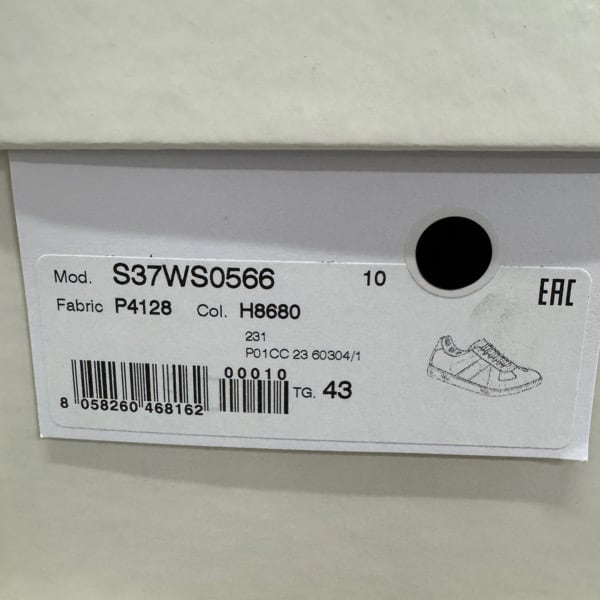 Mod. S37WS0566 10
Fabric P4128 Col. H8680
EAC
231
P01CC 23 60304/1
00010
8 058260 468162
TG. 43